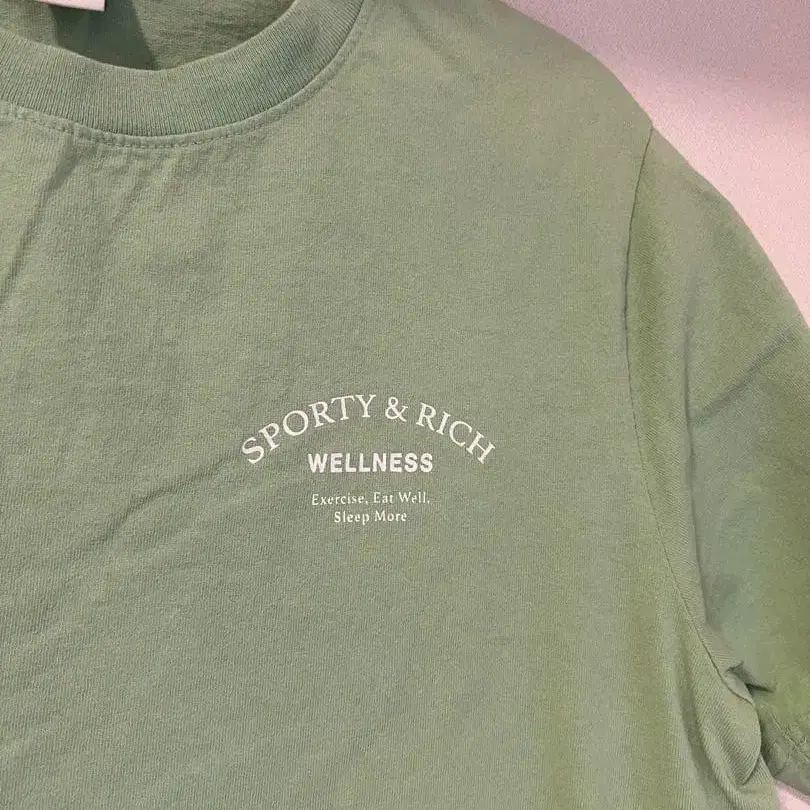 SPORTY & RICH
WELLNESS
Exercise, Eat Well,
Sleep More